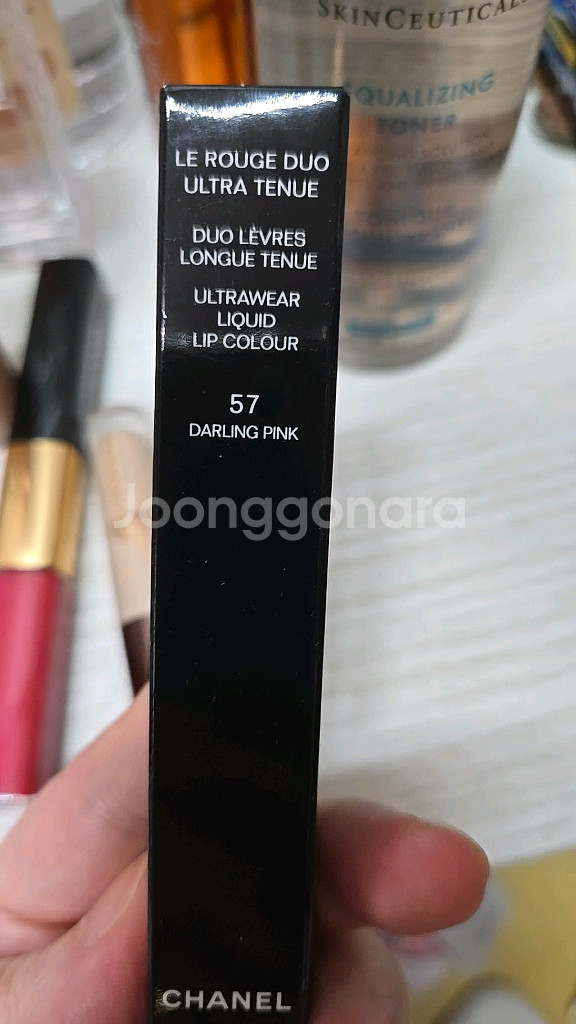 SKINCEUTICALS
EQUALIZING
TONER
LE ROUGE DUO
ULTRA TENUE
DUO LÈVRES
LONGUE TENUE
ULTRAWEAR
LIQUID
LIP COLOUR
57
DARLING PINK
Joonggonara
CHANEL